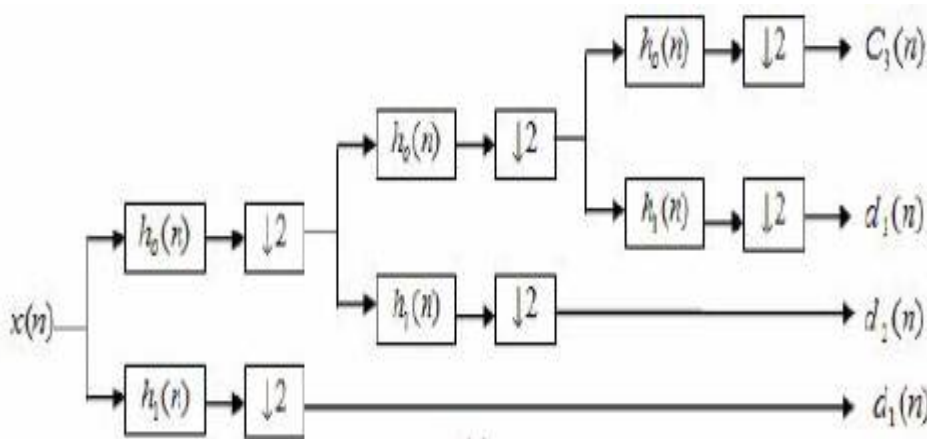 h₀(n) ↓2 C₃(n)
h₀(n) ↓2
h₁(n) ↓2 d₃(n)
h₀(n) ↓2
h₁(n) ↓2 d₂(n)
x(n)
h₁(n) ↓2 d₁(n)